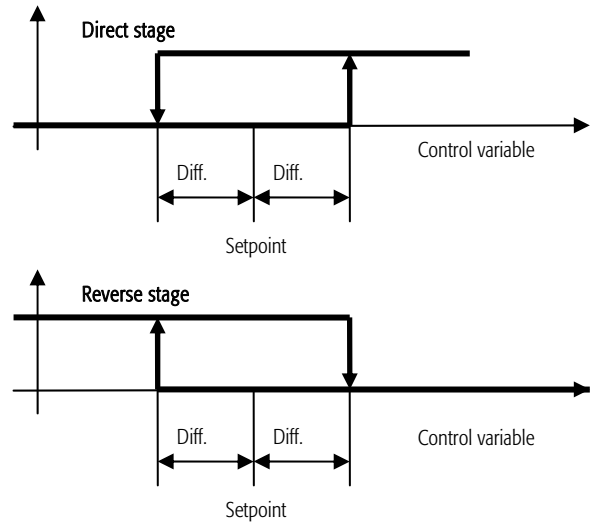 Direct stage
Control variable
Diff. Diff.
Setpoint
Reverse stage
Diff. Diff. Control variable
Setpoint